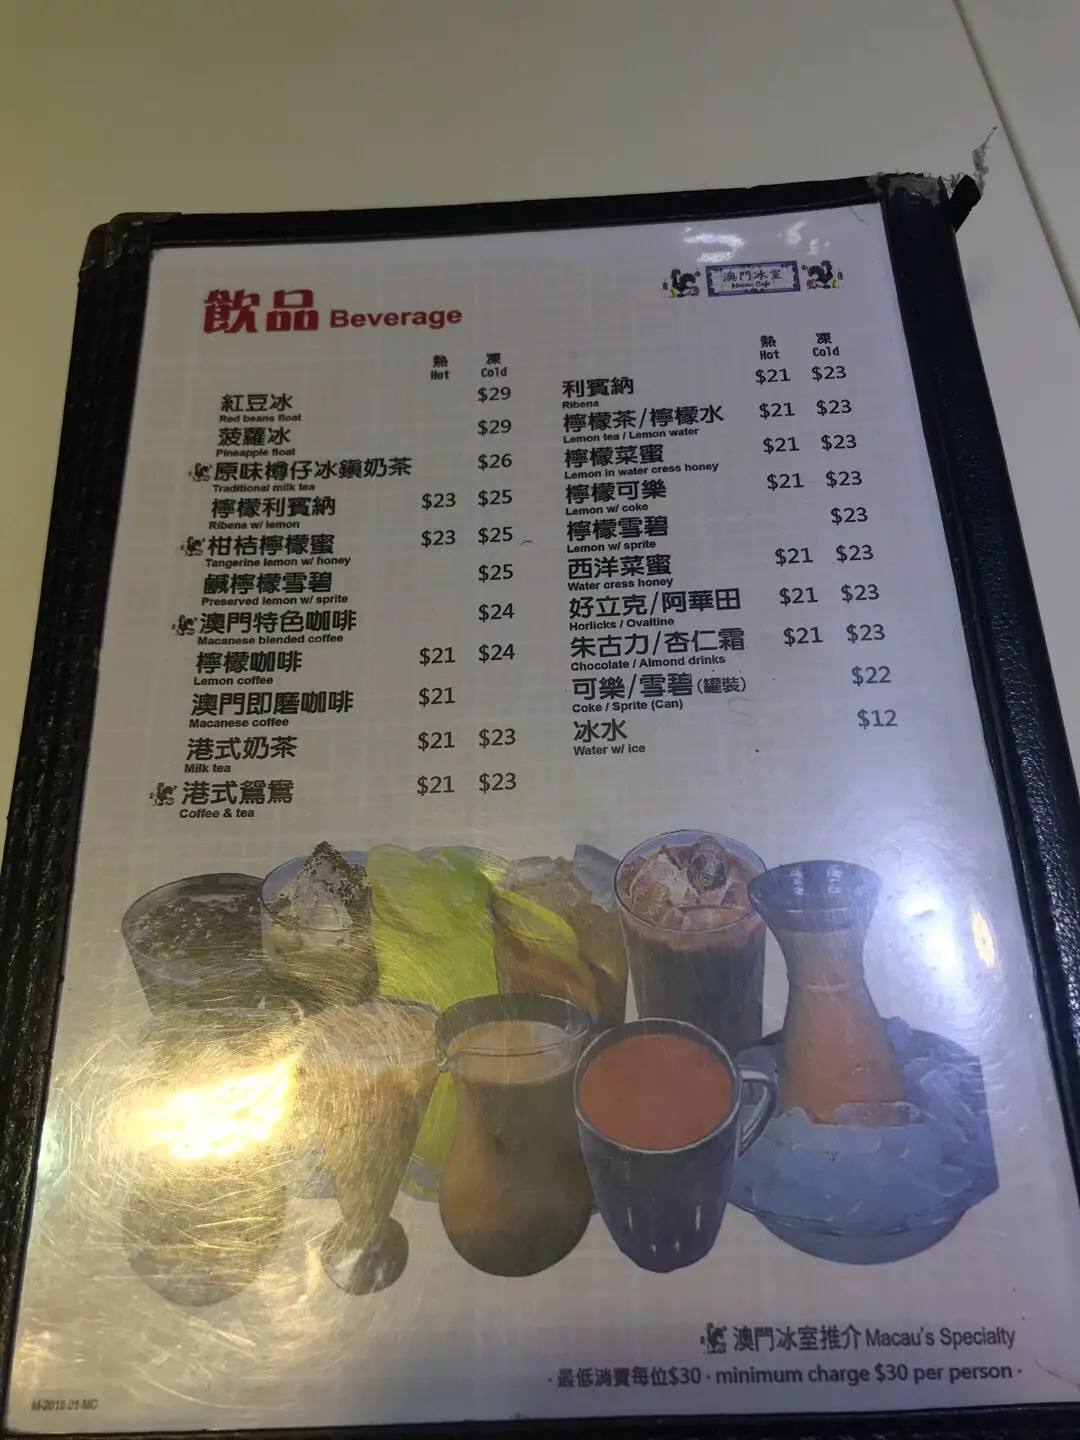 澳門冰室
Macau Cafe
飲品 Beverage
熱 凍
Hot Cold
紅豆冰 $29
Red beans float
菠蘿冰 $29
Pineapple float
原味樽仔冰鎮奶茶 $26
Traditional milk tea
檸檬利賓納 $23 $25
Ribena w/ lemon
柑桔檸檬蜜 $23 $25
Tangerine lemon w/ honey
鹹檸檬雪碧 $25
Preserved lemon w/ sprite
澳門特色咖啡 $24
Macanese blended coffee
檸檬咖啡 $21 $24
Lemon coffee
澳門即磨咖啡 $21
Macanese coffee
港式奶茶 $21 $23
Milk tea
港式鴛鴦 $21 $23
Coffee & tea
熱 凍
Hot Cold
利賓納 $21 $23
Ribena
檸檬茶/檸檬水 $21 $23
Lemon tea / Lemon water
檸檬菜蜜 $21 $23
Lemon in water cress honey
檸檬可樂 $21 $23
Lemon w/ coke
檸檬雪碧 $23
Lemon w/ sprite
西洋菜蜜 $21 $23
Water cress honey
好立克/阿華田 $21 $23
Horlicks / Ovaltine
朱古力/杏仁霜 $21 $23
Chocolate / Almond drinks
可樂/雪碧(罐裝) $22
Coke / Sprite (Can)
冰水 $12
Water w/ ice
澳門冰室推介 Macau's Specialty
·最低消費每位$30·minimum charge $30 per person·
M-2018-01-MC